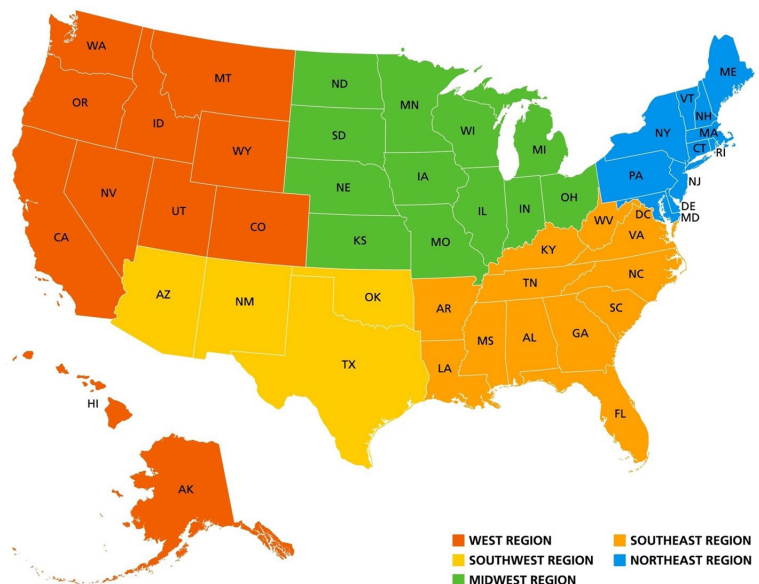 WA
MT
ND
MN
ME
VT
NH
OR
ID
SD
WI
MI
NY
MA
CT
RI
WY
NE
IA
PA
NJ
NV
UT
CO
IL
IN
OH
DE
MD
CA
KS
MO
WV
DC
VA
KY
AZ
NM
OK
AR
TN
NC
SC
TX
LA
MS
AL
GA
FL
HI
AK
WEST REGION
SOUTHWEST REGION
MIDWEST REGION
SOUTHEAST REGION
NORTHEAST REGION